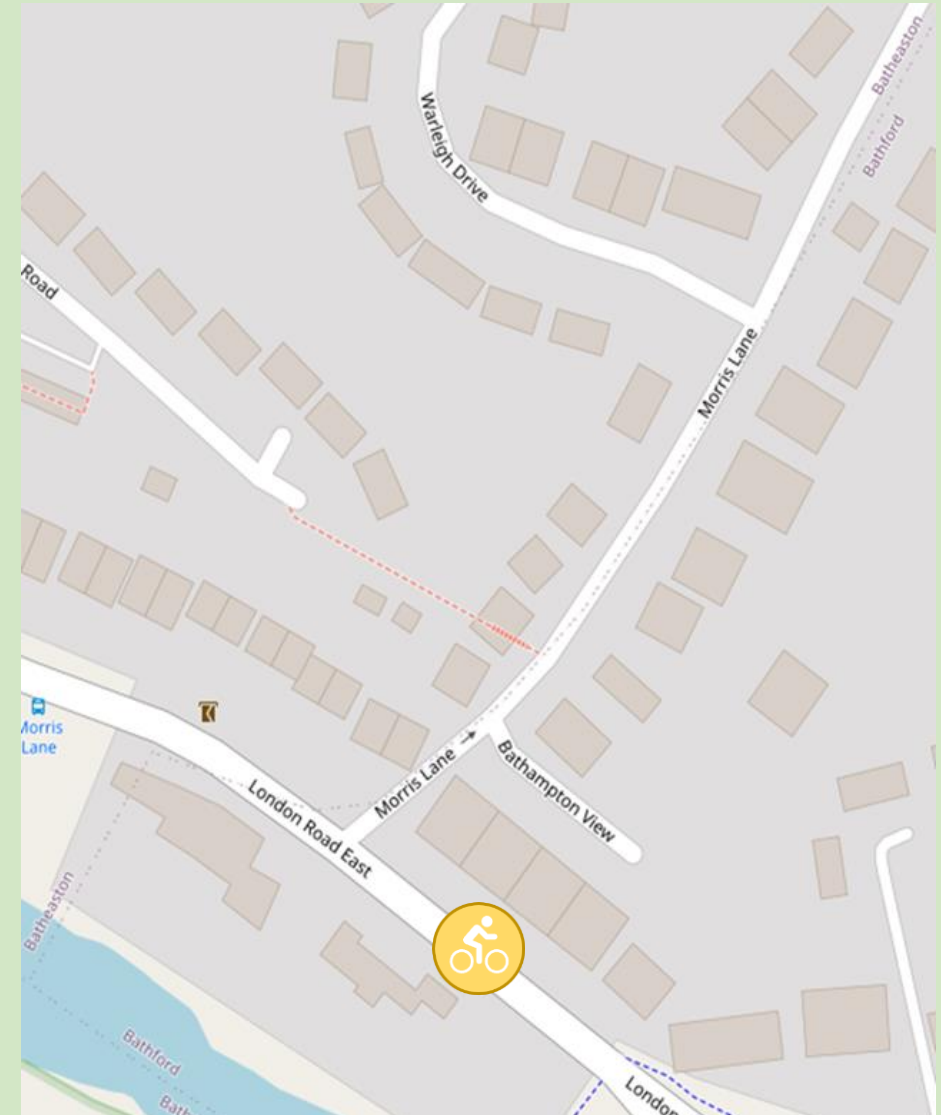 Batheaston
Bathford
Warleigh Drive
Road
Morris Lane
Morris
Lane
Morris Lane
Bathampton View
London Road East
Batheaston
Bathford
Bath
London